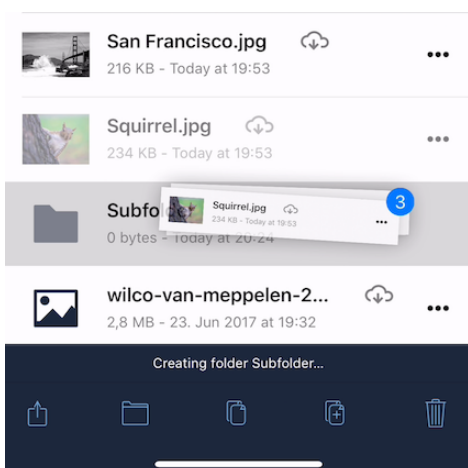 San Francisco.jpg
216 KB - Today at 19:53
Squirrel.jpg
234 KB - Today at 19:53
Subfolder
0 bytes - Today at 20:24
Squirrel.jpg
234 KB - Today at 19:53
3
wilco-van-meppelen-2...
2,8 MB - 23. Jun 2017 at 19:32
Creating folder Subfolder...